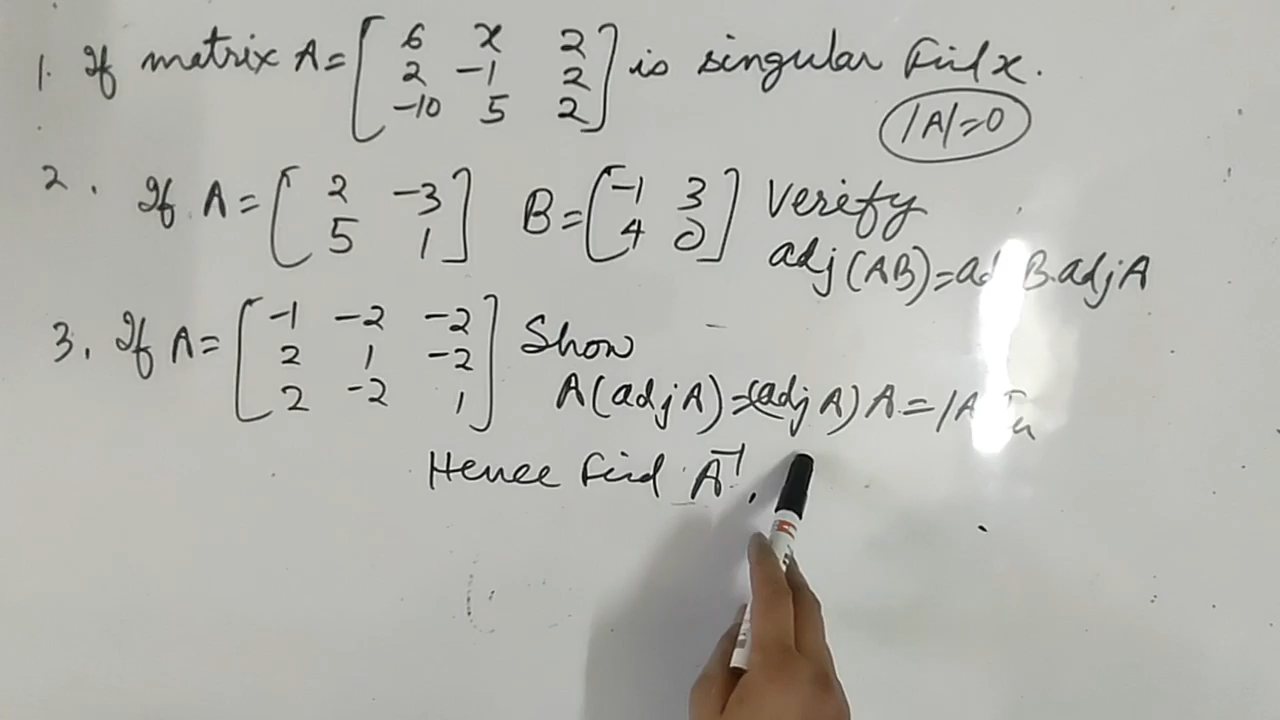 1. If matrix A = [ 6 x 2 ] is singular Find x.
[ 2 -1 2 ]
[ -10 5 2 ] |A|=0
2. If A = [ 2 -3 ] B = [ -1 3 ] Verify
[ 5 1 ] [ 4 0 ]
adj(AB)=ad B.adjA
3. If A = [ -1 -2 -2 ] Show
[ 2 1 -2 ]
[ 2 -2 1 ] A(adjA)=(adjA)A=|A
Hence Find A⁻¹.